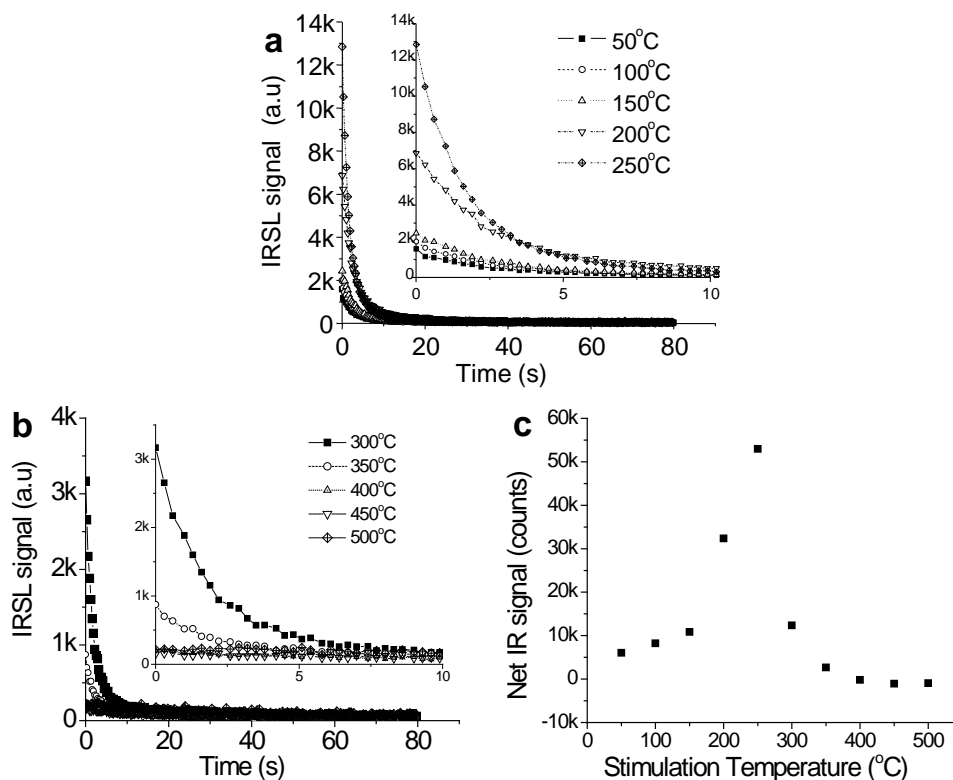 a
IRSL signal (a.u)
14k
12k
10k
8k
6k
4k
2k
0
0 20 40 60 80
Time (s)
14k
12k
10k
8k
6k
4k
2k
0
0 5 10
50°C
100°C
150°C
200°C
250°C
b
IRSL signal (a.u)
4k
3k
2k
1k
0
0 20 40 60 80
Time (s)
3k
2k
1k
0
0 5 10
300°C
350°C
400°C
450°C
500°C
c
Net IR signal (counts)
60k
50k
40k
30k
20k
10k
0
-10k
0 100 200 300 400 500
Stimulation Temperature (°C)